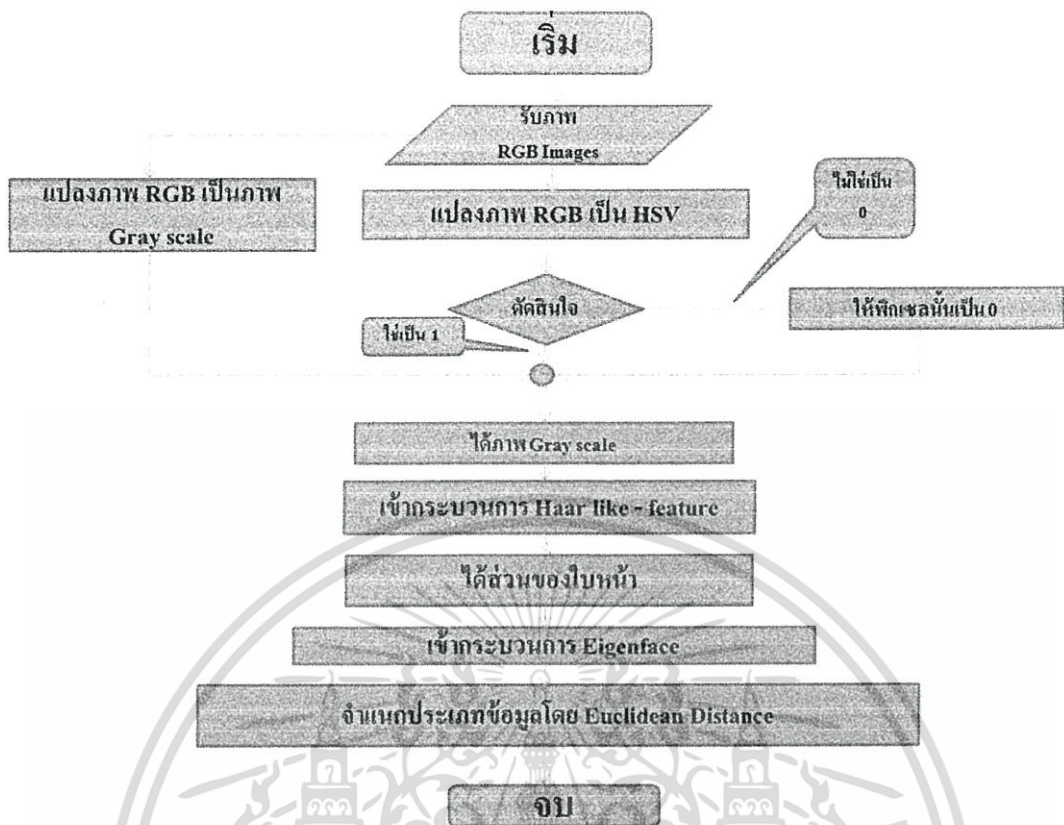 เริ่ม
รับภาพ
RGB Images
แปลงภาพ RGB เป็นภาพ
Gray scale
แปลงภาพ RGB เป็น HSV
ไม่ใช่เป็น
0
ตัดสินใจ
ใช่เป็น 1
ให้พิกเซลนั้นเป็น 0
ได้ภาพ Gray scale
เข้ากระบวนการ Haar like - feature
ได้ส่วนของใบหน้า
เข้ากระบวนการ Eigenface
จำแนกประเภทข้อมูลโดย Euclidean Distance
จบ